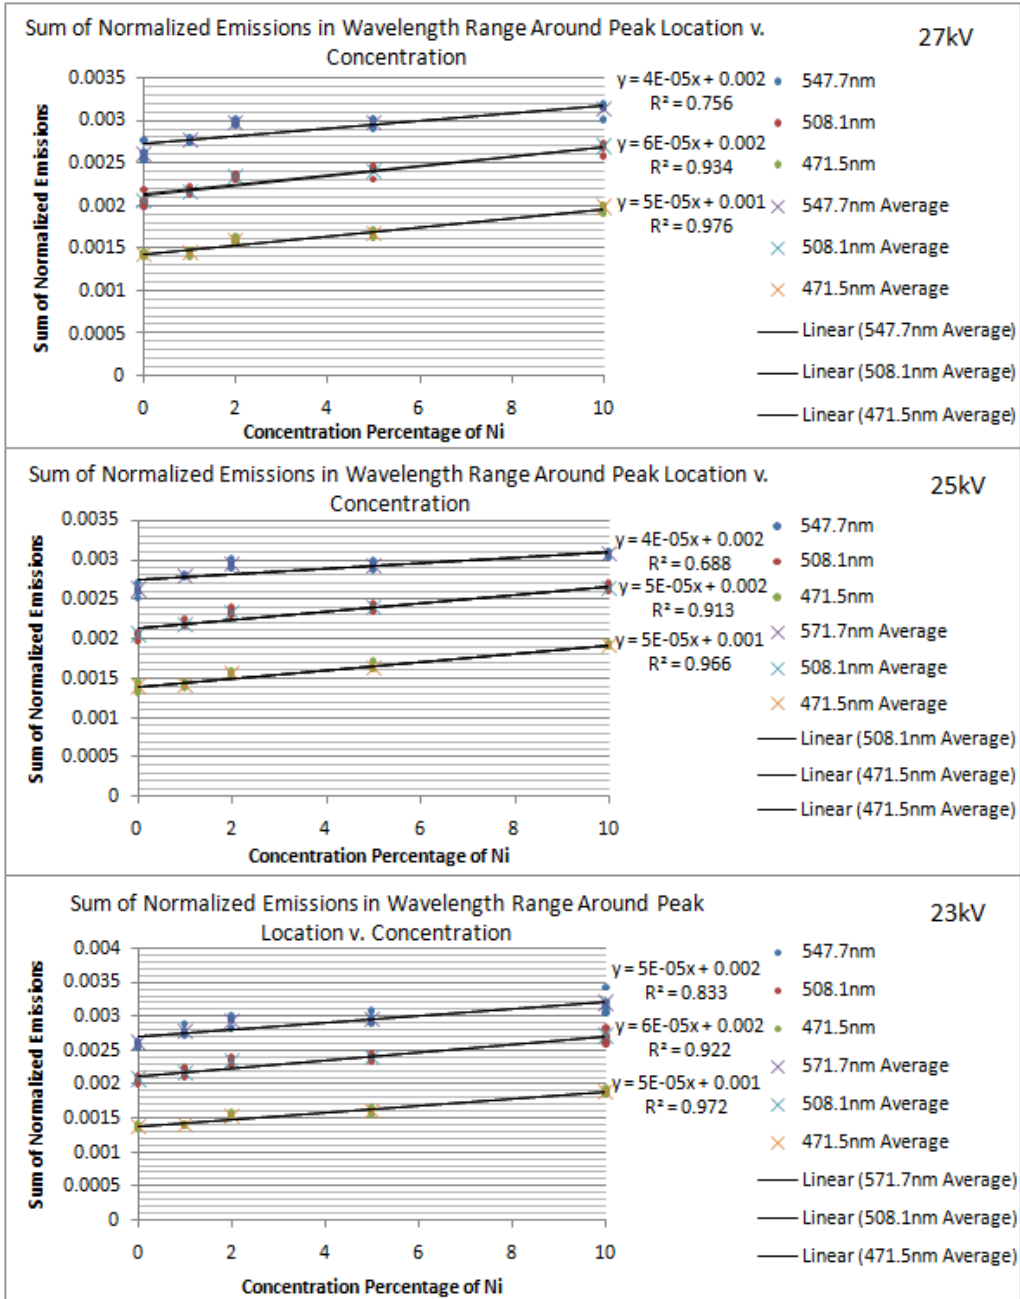 Sum of Normalized Emissions in Wavelength Range Around Peak Location v.
Concentration
27kV
Sum of Normalized Emissions
0.0035
0.003
0.0025
0.002
0.0015
0.001
0.0005
0
0 2 4 6 8 10
Concentration Percentage of Ni
y = 4E-05x + 0.002
R² = 0.756
y = 6E-05x + 0.002
R² = 0.934
y = 5E-05x + 0.001
R² = 0.976
547.7nm
508.1nm
471.5nm
547.7nm Average
508.1nm Average
471.5nm Average
Linear (547.7nm Average)
Linear (508.1nm Average)
Linear (471.5nm Average)
Sum of Normalized Emissions in Wavelength Range Around Peak Location v.
Concentration
25kV
Sum of Normalized Emissions
0.0035
0.003
0.0025
0.002
0.0015
0.001
0.0005
0
0 2 4 6 8 10
Concentration Percentage of Ni
y = 4E-05x + 0.002
R² = 0.688
y = 5E-05x + 0.002
R² = 0.913
y = 5E-05x + 0.001
R² = 0.966
547.7nm
508.1nm
471.5nm
571.7nm Average
508.1nm Average
471.5nm Average
Linear (508.1nm Average)
Linear (471.5nm Average)
Linear (471.5nm Average)
Sum of Normalized Emissions in Wavelength Range Around Peak
Location v. Concentration
23kV
Sum of Normalized Emissions
0.004
0.0035
0.003
0.0025
0.002
0.0015
0.001
0.0005
0
0 2 4 6 8 10
Concentration Percentage of Ni
y = 5E-05x + 0.002
R² = 0.833
y = 6E-05x + 0.002
R² = 0.922
y = 5E-05x + 0.001
R² = 0.972
547.7nm
508.1nm
471.5nm
571.7nm Average
508.1nm Average
471.5nm Average
Linear (571.7nm Average)
Linear (508.1nm Average)
Linear (471.5nm Average)